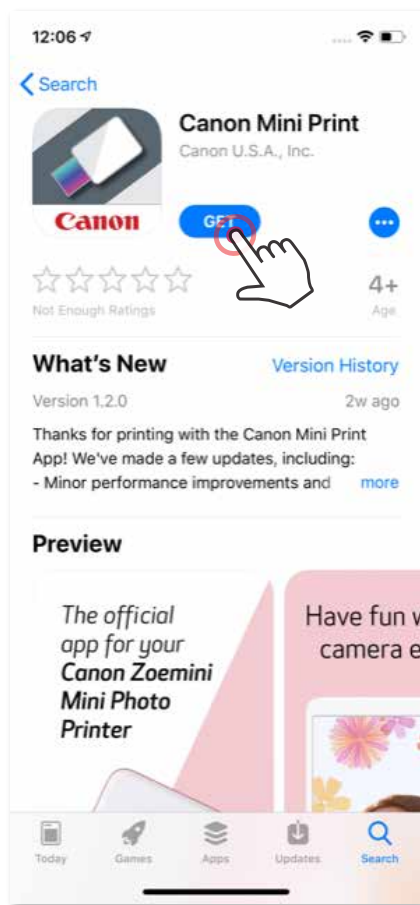 12:06
Search
Canon Mini Print
Canon U.S.A., Inc.
Canon
GET
Not Enough Ratings
4+
Age
What's New
Version History
Version 1.2.0
2w ago
Thanks for printing with the Canon Mini Print
App! We've made a few updates, including:
- Minor performance improvements and more
Preview
The official
app for your
Canon Zoemini
Mini Photo
Printer
Have fun w
camera e
Today
Games
Apps
Updates
Search